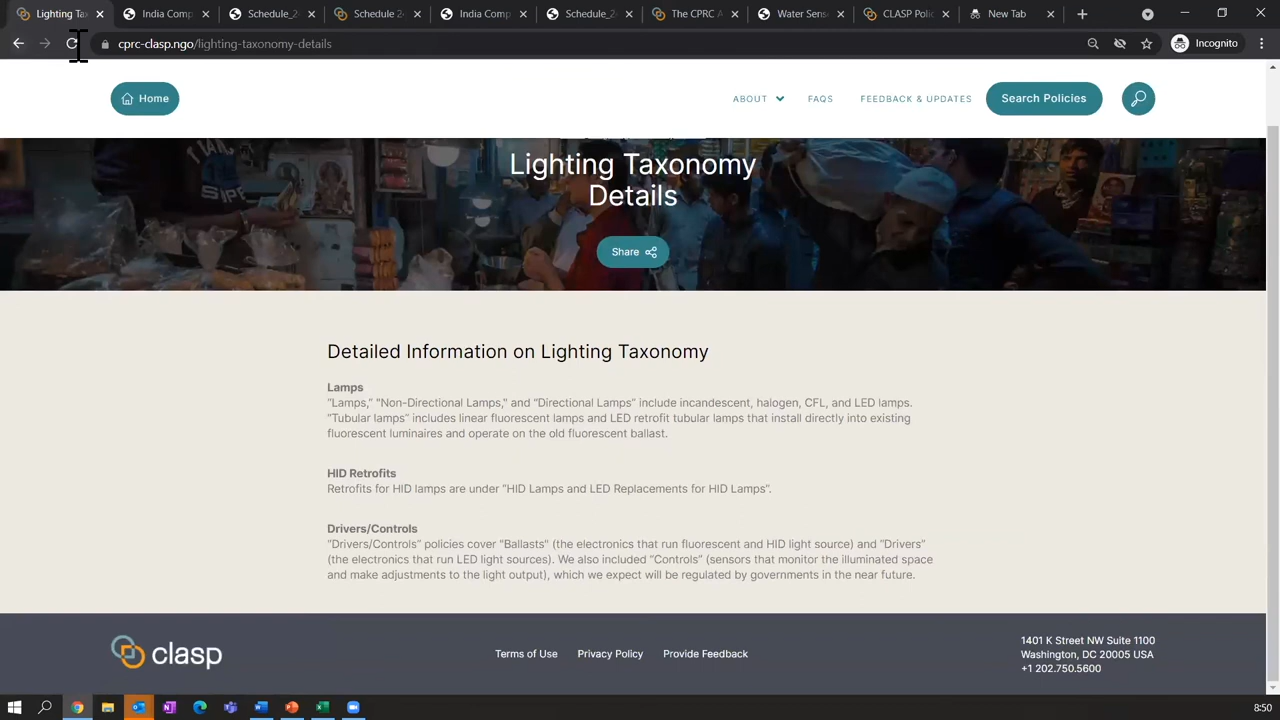 Lighting Tax
India Comp
Schedule_2
Schedule 2
India Comp
Schedule_2
The CPRC A
Water Sens
CLASP Poli
New Tab
cprc-clasp.ngo/lighting-taxonomy-details
Incognito
Home
ABOUT
FAQS
FEEDBACK & UPDATES
Search Policies
Lighting Taxonomy
Details
Share
Detailed Information on Lighting Taxonomy
Lamps
“Lamps,” "Non-Directional Lamps," and “Directional Lamps” include incandescent, halogen, CFL, and LED lamps.
"Tubular lamps” includes linear fluorescent lamps and LED retrofit tubular lamps that install directly into existing
fluorescent luminaires and operate on the old fluorescent ballast.
HID Retrofits
Retrofits for HID lamps are under “HID Lamps and LED Replacements for HID Lamps”.
Drivers/Controls
“Drivers/Controls” policies cover "Ballasts" (the electronics that run fluorescent and HID light source) and “Drivers”
(the electronics that run LED light sources). We also included “Controls” (sensors that monitor the illuminated space
and make adjustments to the light output), which we expect will be regulated by governments in the near future.
clasp
Terms of Use
Privacy Policy
Provide Feedback
1401 K Street NW Suite 1100
Washington, DC 20005 USA
+1 202.750.5600
8:50